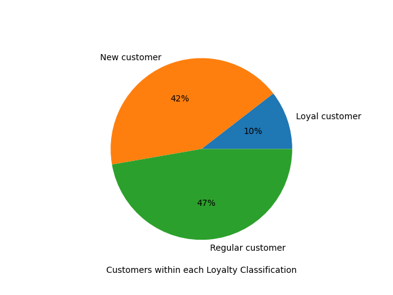 New customer
42%
Loyal customer
10%
47%
Regular customer
Customers within each Loyalty Classification